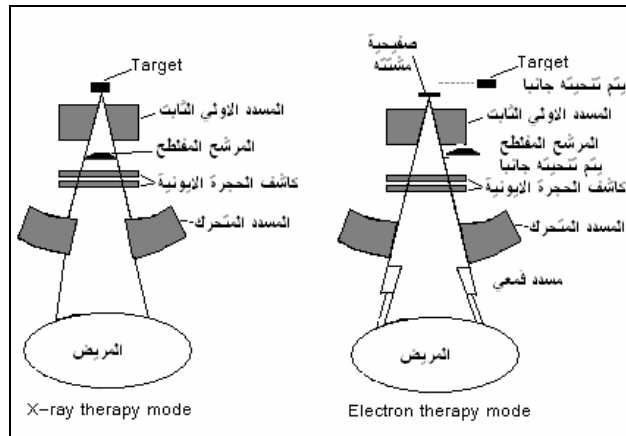 Target
المسدد الاولي الثابت
المرشح المفلطح
كاشف الحجرة الايونية
المسدد المتحرك
المريض
X-ray therapy mode
صفيحية
مشتته
Target
يتم تنحيته جانبا
المسدد الاولي الثابت
المرشح المفلطح
يتم تنحيته جانبا
كاشف الحجرة الايونية
المسدد المتحرك
مسدد قمعي
المريض
Electron therapy mode